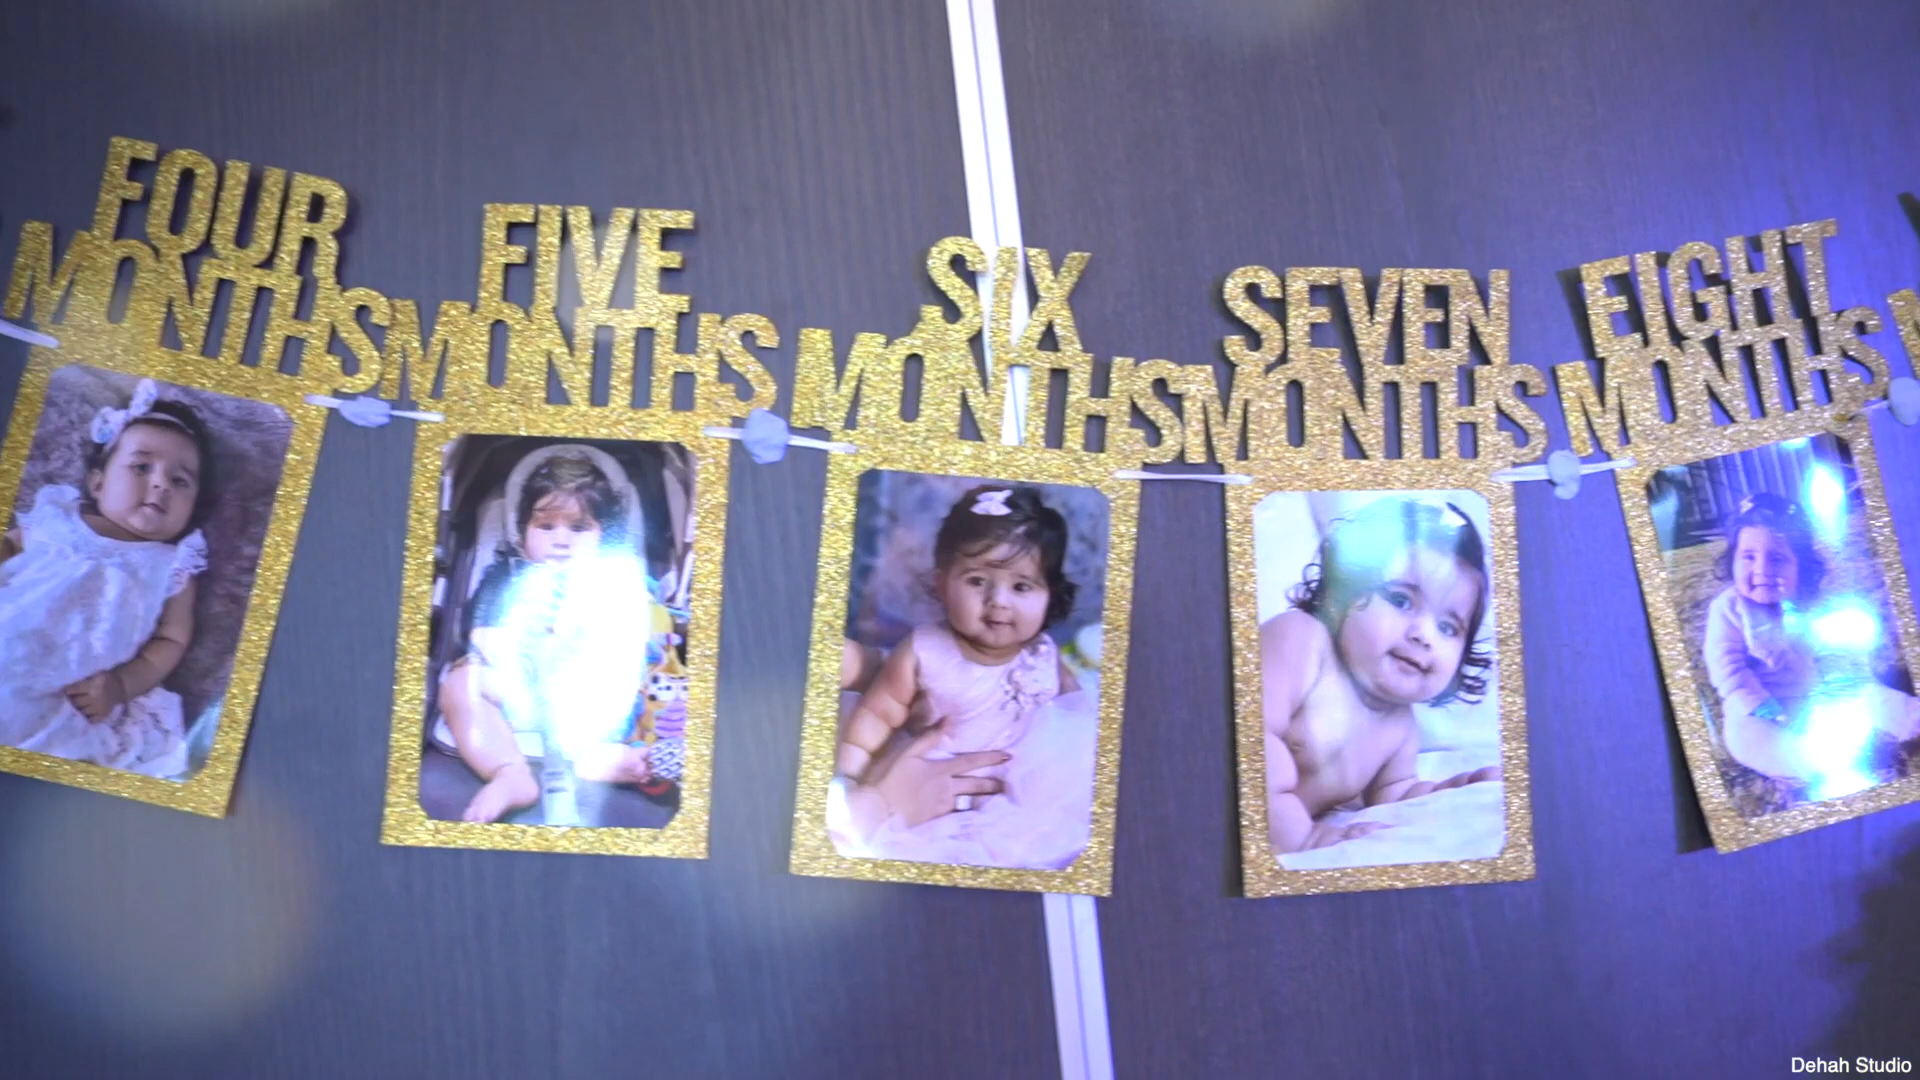 FOUR
MONTHS
FIVE
MONTHS
SIX
MONTHS
SEVEN
MONTHS
EIGHT
MONTHS
Dehah Studio